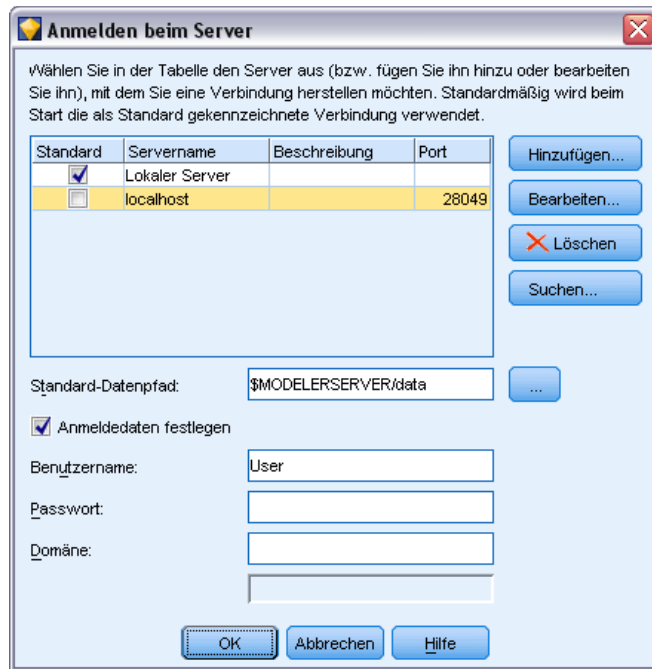 Anmelden beim Server
Wählen Sie in der Tabelle den Server aus (bzw. fügen Sie ihn hinzu oder bearbeiten
Sie ihn), mit dem Sie eine Verbindung herstellen möchten. Standardmäßig wird beim
Start die als Standard gekennzeichnete Verbindung verwendet.
Standard Servername Beschreibung Port
Lokaler Server
localhost 28049
Hinzufügen...
Bearbeiten...
Löschen
Suchen...
Standard-Datenpfad: $MODELERSERVER/data ...
Anmeldedaten festlegen
Benutzername: User
Passwort:
Domäne:
OK Abbrechen Hilfe